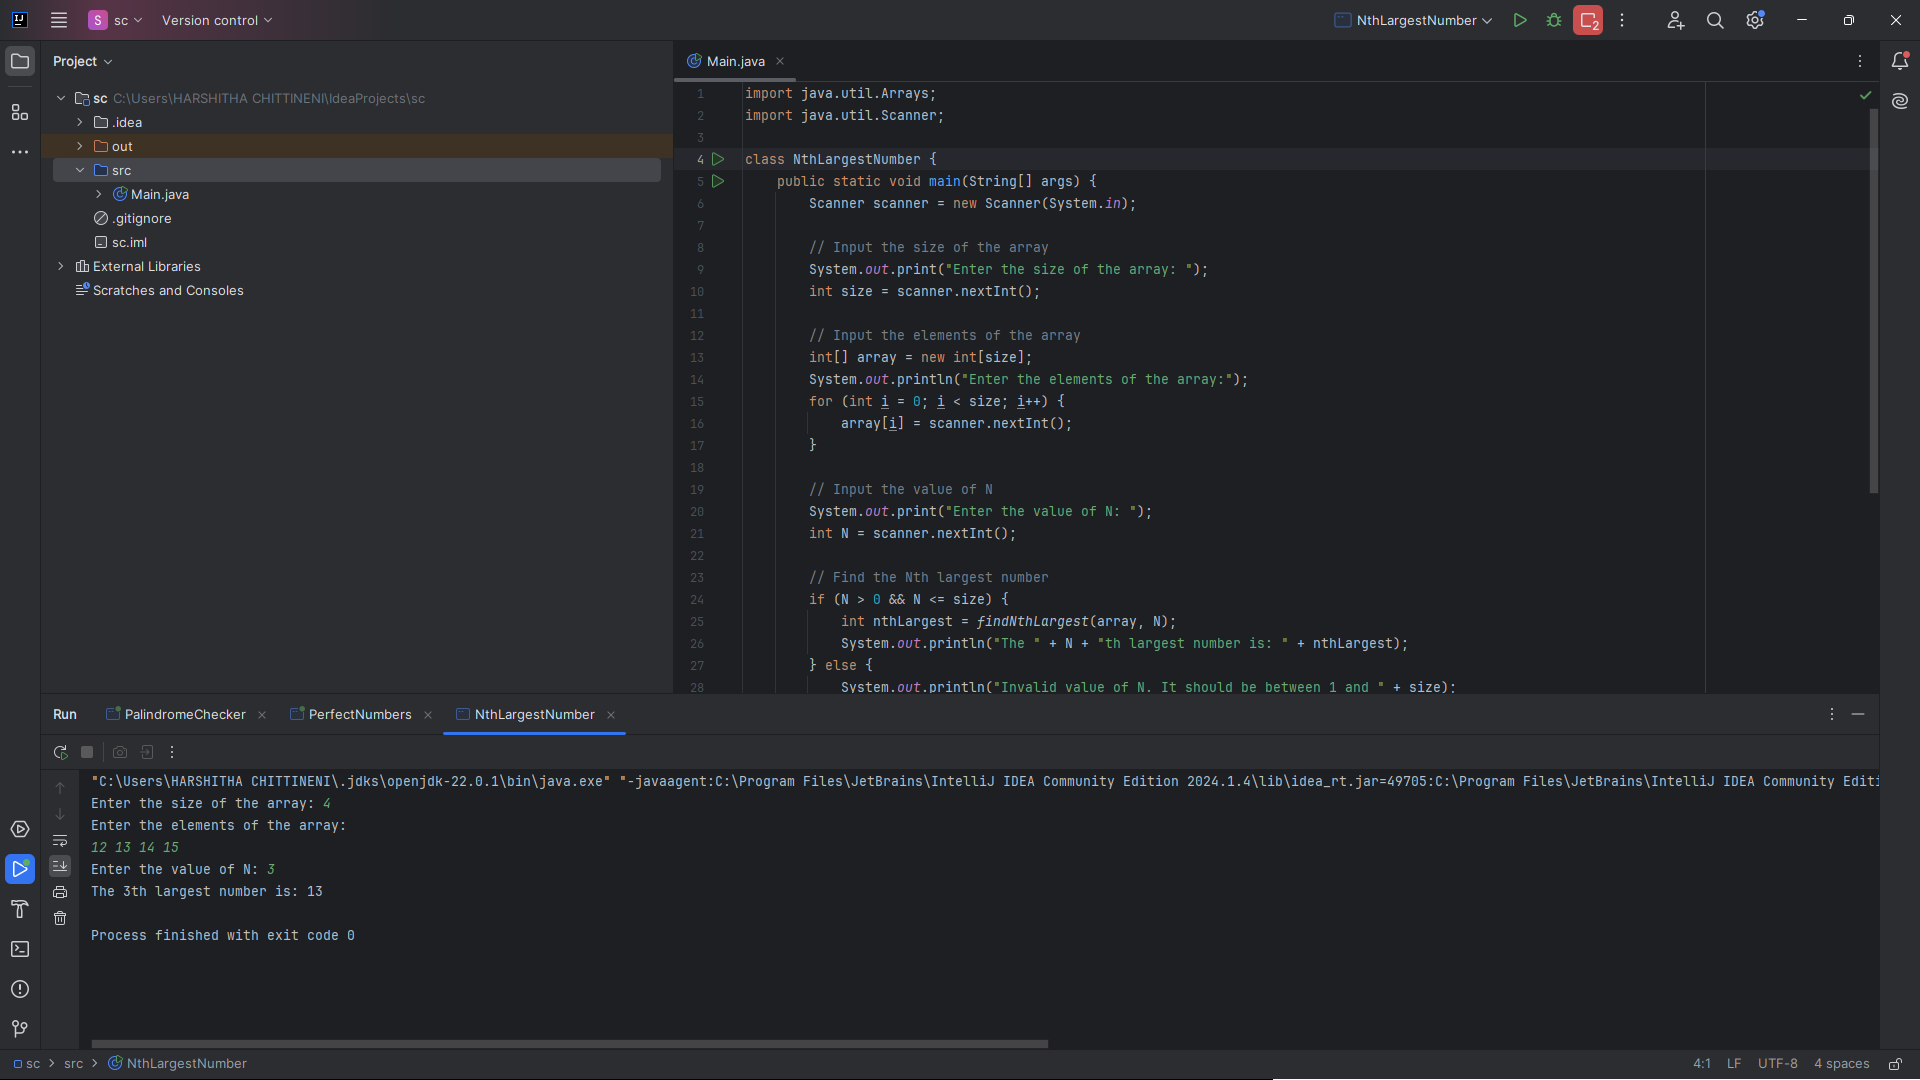 S sc Version control NthLargestNumber 2
Project
Main.java
sc C:\Users\HARSHITHA CHITTINENI\IdeaProjects\sc
.idea
out
src
Main.java
.gitignore
sc.iml
External Libraries
Scratches and Consoles
1 import java.util.Arrays;
2 import java.util.Scanner;
3
4 class NthLargestNumber {
5 public static void main(String[] args) {
6 Scanner scanner = new Scanner(System.in);
7
8 // Input the size of the array
9 System.out.print("Enter the size of the array: ");
10 int size = scanner.nextInt();
11
12 // Input the elements of the array
13 int[] array = new int[size];
14 System.out.println("Enter the elements of the array:");
15 for (int i = 0; i < size; i++) {
16 array[i] = scanner.nextInt();
17 }
18
19 // Input the value of N
20 System.out.print("Enter the value of N: ");
21 int N = scanner.nextInt();
22
23 // Find the Nth largest number
24 if (N > 0 && N <= size) {
25 int nthLargest = findNthLargest(array, N);
26 System.out.println("The " + N + "th largest number is: " + nthLargest);
27 } else {
28 System.out.println("Invalid value of N. It should be between 1 and " + size);
Run PalindromeChecker PerfectNumbers NthLargestNumber
"C:\Users\HARSHITHA CHITTINENI\.jdks\openjdk-22.0.1\bin\java.exe" "-javaagent:C:\Program Files\JetBrains\IntelliJ IDEA Community Edition 2024.1.4\lib\idea_rt.jar=49705:C:\Program Files\JetBrains\IntelliJ IDEA Community Editi
Enter the size of the array: 4
Enter the elements of the array:
12 13 14 15
Enter the value of N: 3
The 3th largest number is: 13
Process finished with exit code 0
sc > src > NthLargestNumber 4:1 LF UTF-8 4 spaces